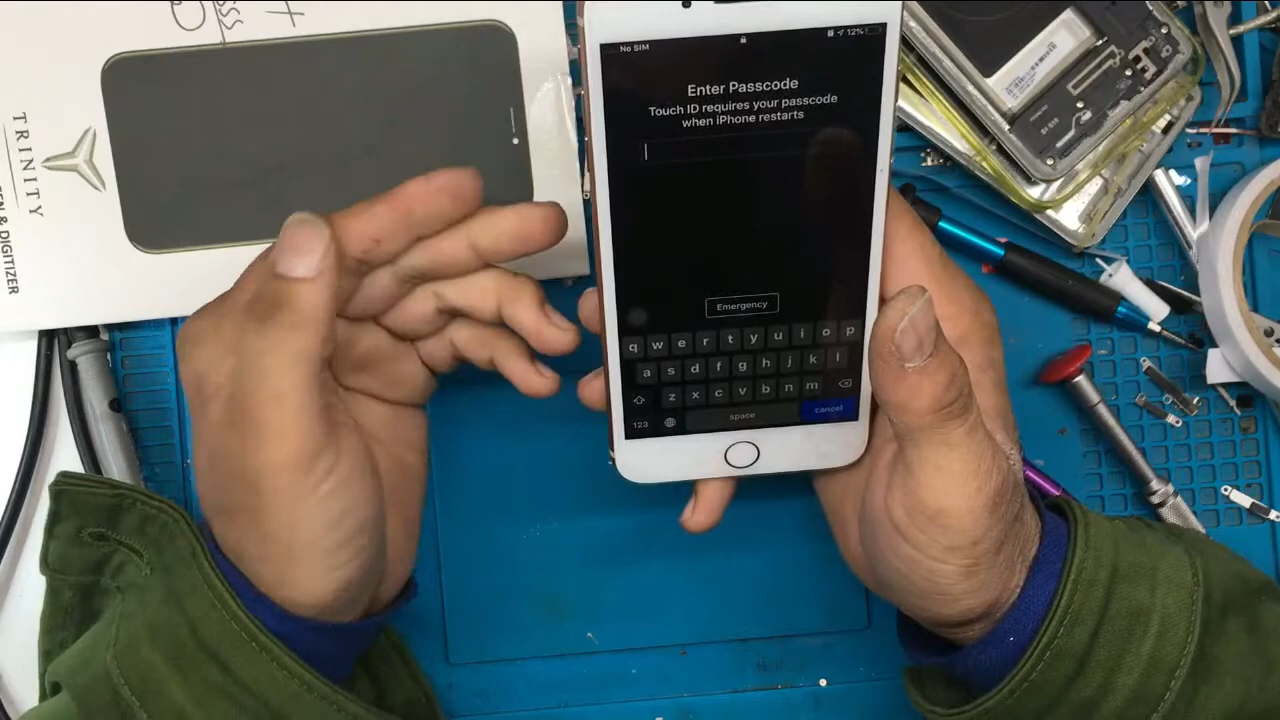 TRINITY
EN & DIGITIZER
No SIM
12%
Enter Passcode
Touch ID requires your passcode
when iPhone restarts
Emergency
q w e r t y u i o p
a s d f g h j k l
z x c v b n m
123 space cancel